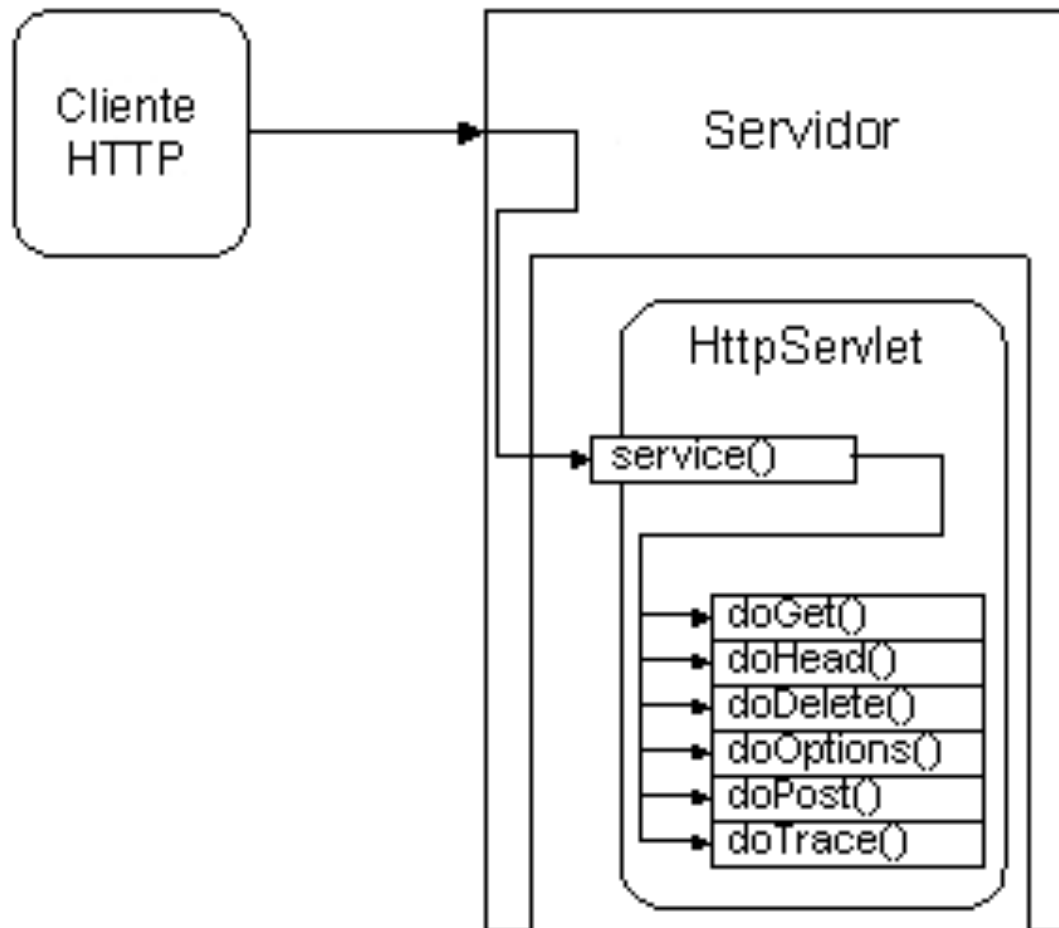 Cliente
HTTP
Servidor
HttpServlet
service()
doGet()
doHead()
doDelete()
doOptions()
doPost()
doTrace()